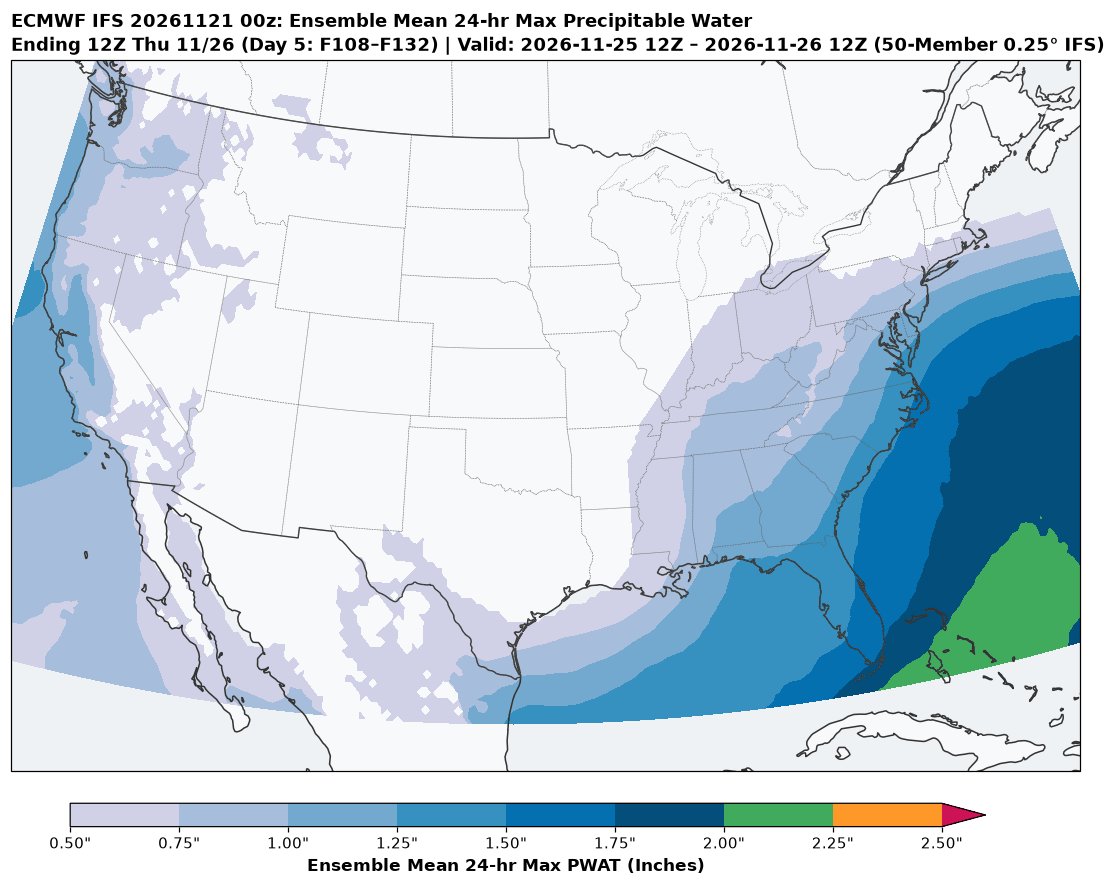 ECMWF IFS 20261121 00z: Ensemble Mean 24-hr Max Precipitable Water
Ending 12Z Thu 11/26 (Day 5: F108–F132) | Valid: 2026-11-25 12Z – 2026-11-26 12Z (50-Member 0.25° IFS)
0.50" 0.75" 1.00" 1.25" 1.50" 1.75" 2.00" 2.25" 2.50"
Ensemble Mean 24-hr Max PWAT (Inches)